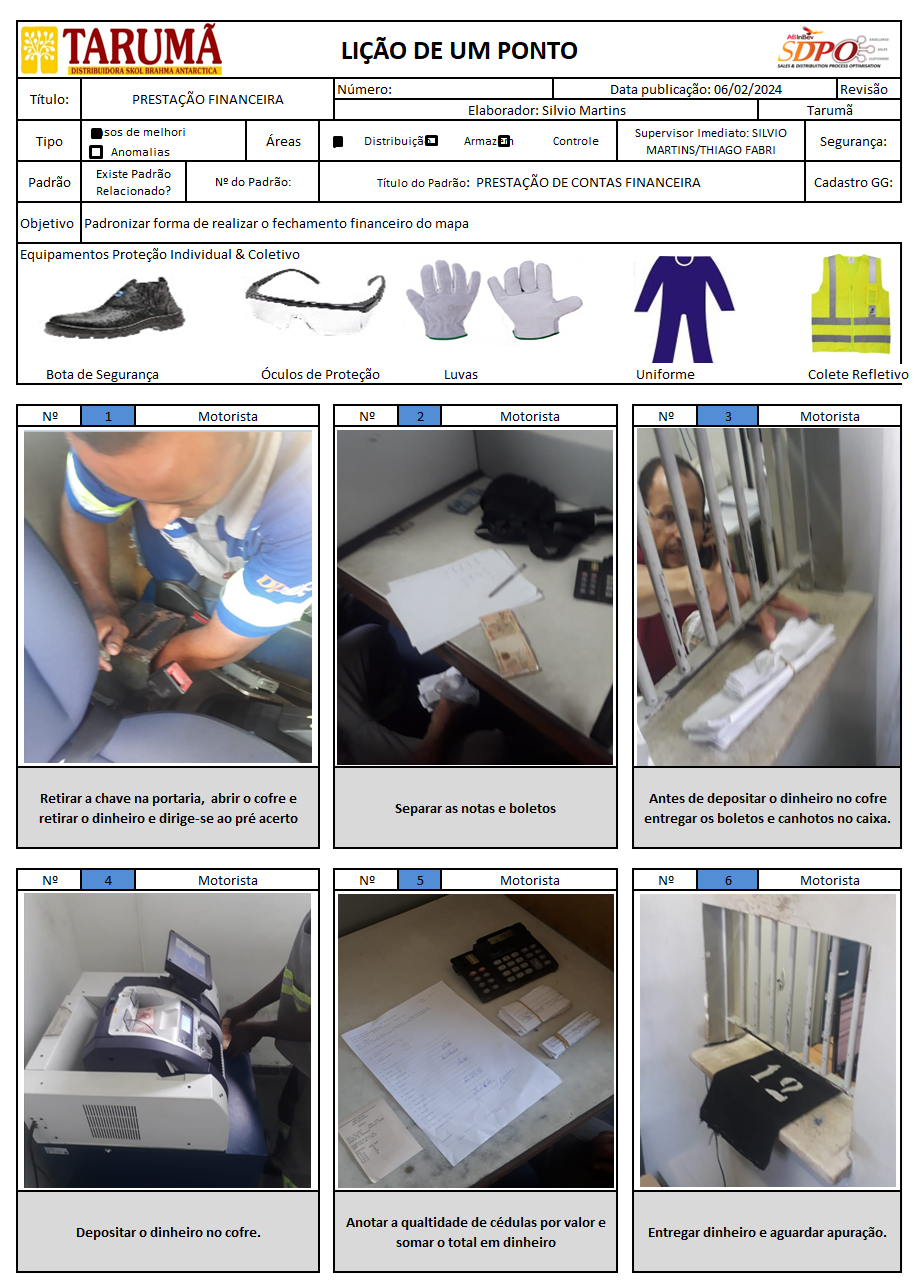 TARUMÃ
DISTRIBUIDORA SKOL BRAHMA ANTARCTICA
LIÇÃO DE UM PONTO
ABInBev
SDPO
EXCELLENCE
SALES
CUSTOMERS
SALES & DISTRIBUTION PROCESS OPTIMISATION
Título:
PRESTAÇÃO FINANCEIRA
Número:
Data publicação: 06/02/2024
Revisão
Elaborador: Silvio Martins
Tarumã
Tipo
sos de melhori
Anomalias
Áreas
Distribuiçã
Armaz
Controle
Supervisor Imediato: SILVIO
MARTINS/THIAGO FABRI
Segurança:
Padrão
Existe Padrão
Relacionado?
Nº do Padrão:
Título do Padrão: PRESTAÇÃO DE CONTAS FINANCEIRA
Cadastro GG:
Objetivo
Padronizar forma de realizar o fechamento financeiro do mapa
Equipamentos Proteção Individual & Coletivo
Bota de Segurança
Óculos de Proteção
Luvas
Uniforme
Colete Refletivo
Nº 1 Motorista
Retirar a chave na portaria, abrir o cofre e
retirar o dinheiro e dirige-se ao pré acerto
Nº 2 Motorista
Separar as notas e boletos
Nº 3 Motorista
Antes de depositar o dinheiro no cofre
entregar os boletos e canhotos no caixa.
Nº 4 Motorista
Depositar o dinheiro no cofre.
Nº 5 Motorista
Anotar a qualtidade de cédulas por valor e
somar o total em dinheiro
Nº 6 Motorista
12
Entregar dinheiro e aguardar apuração.